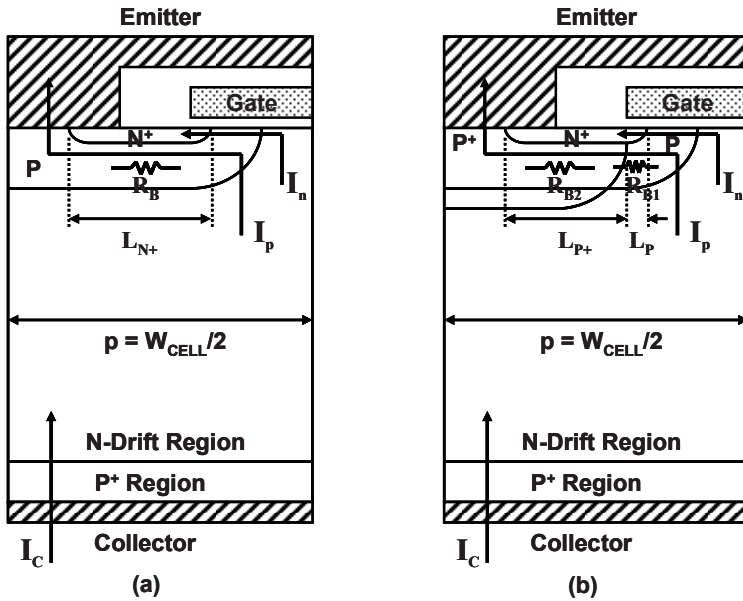 Emitter
Gate
N+
P
RB
In
LN+
Ip
p = WCELL/2
N-Drift Region
P+ Region
Collector
IC
(a)
Emitter
Gate
P+
N+
P
RB2
RB1
In
LP+
LP
Ip
p = WCELL/2
N-Drift Region
P+ Region
Collector
IC
(b)